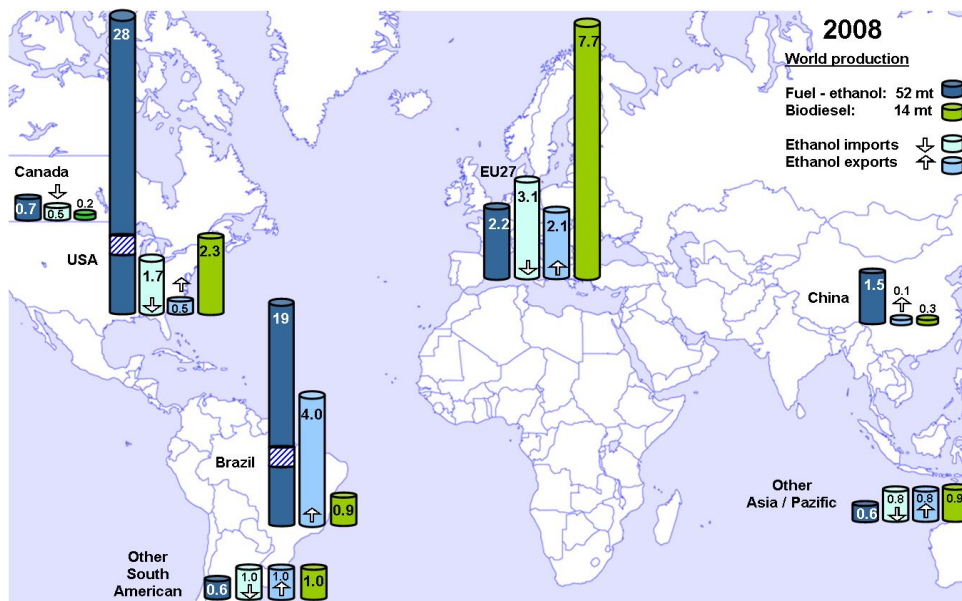 2008
World production
Fuel - ethanol: 52 mt
Biodiesel: 14 mt
Ethanol imports
Ethanol exports
Canada
0.7
0.5
0.2
USA
28
1.7
0.5
2.3
EU27
2.2
3.1
2.1
7.7
China
1.5
0.1
0.3
Brazil
19
4.0
0.9
Other
Asia / Pazific
0.6
0.8
0.8
0.9
Other
South
American
0.6
1.0
1.0
1.0